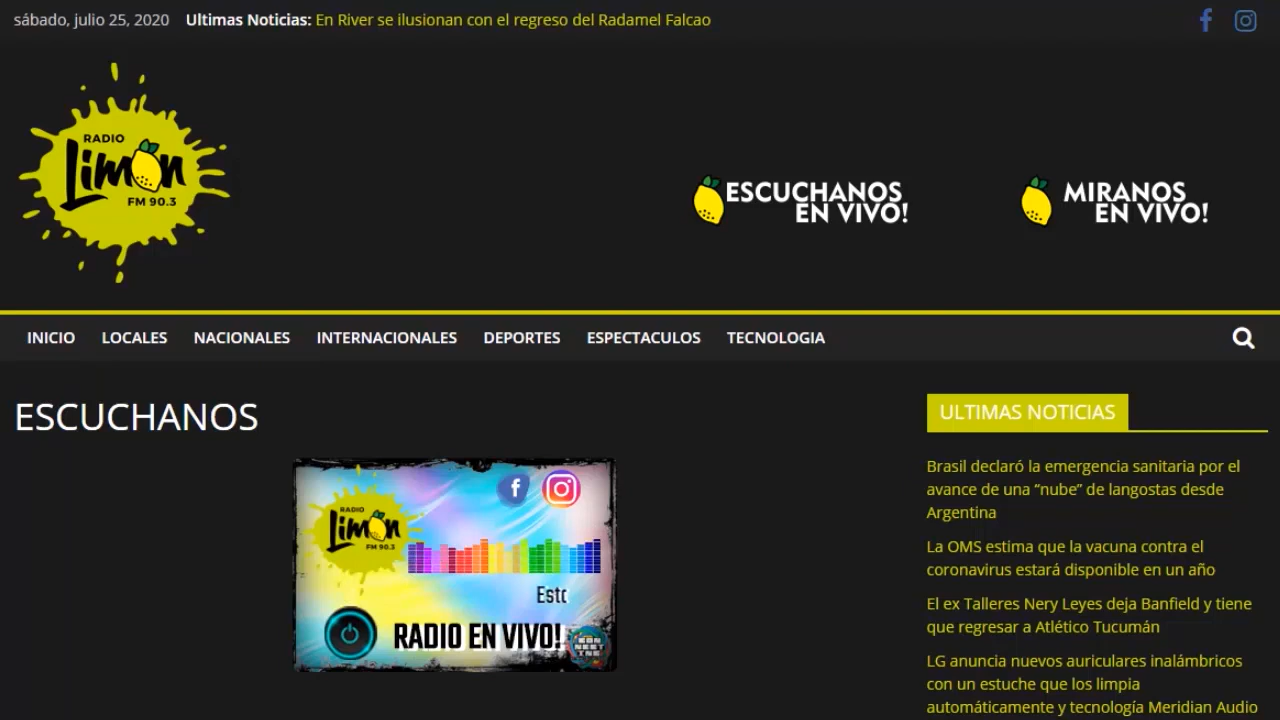 sábado, julio 25, 2020 Ultimas Noticias: En River se ilusionan con el regreso del Radamel Falcao
RADIO
Limón
FM 90.3
ESCUCHANOS
EN VIVO!
MIRANOS
EN VIVO!
INICIO LOCALES NACIONALES INTERNACIONALES DEPORTES ESPECTACULOS TECNOLOGIA
ESCUCHANOS
RADIO
Limón
FM 90.3
Esta
RADIO EN VIVO!
ULTIMAS NOTICIAS
Brasil declaró la emergencia sanitaria por el
avance de una “nube” de langostas desde
Argentina
La OMS estima que la vacuna contra el
coronavirus estará disponible en un año
El ex Talleres Nery Leyes deja Banfield y tiene
que regresar a Atlético Tucumán
LG anuncia nuevos auriculares inalámbricos
con un estuche que los limpia
automáticamente y tecnología Meridian Audio